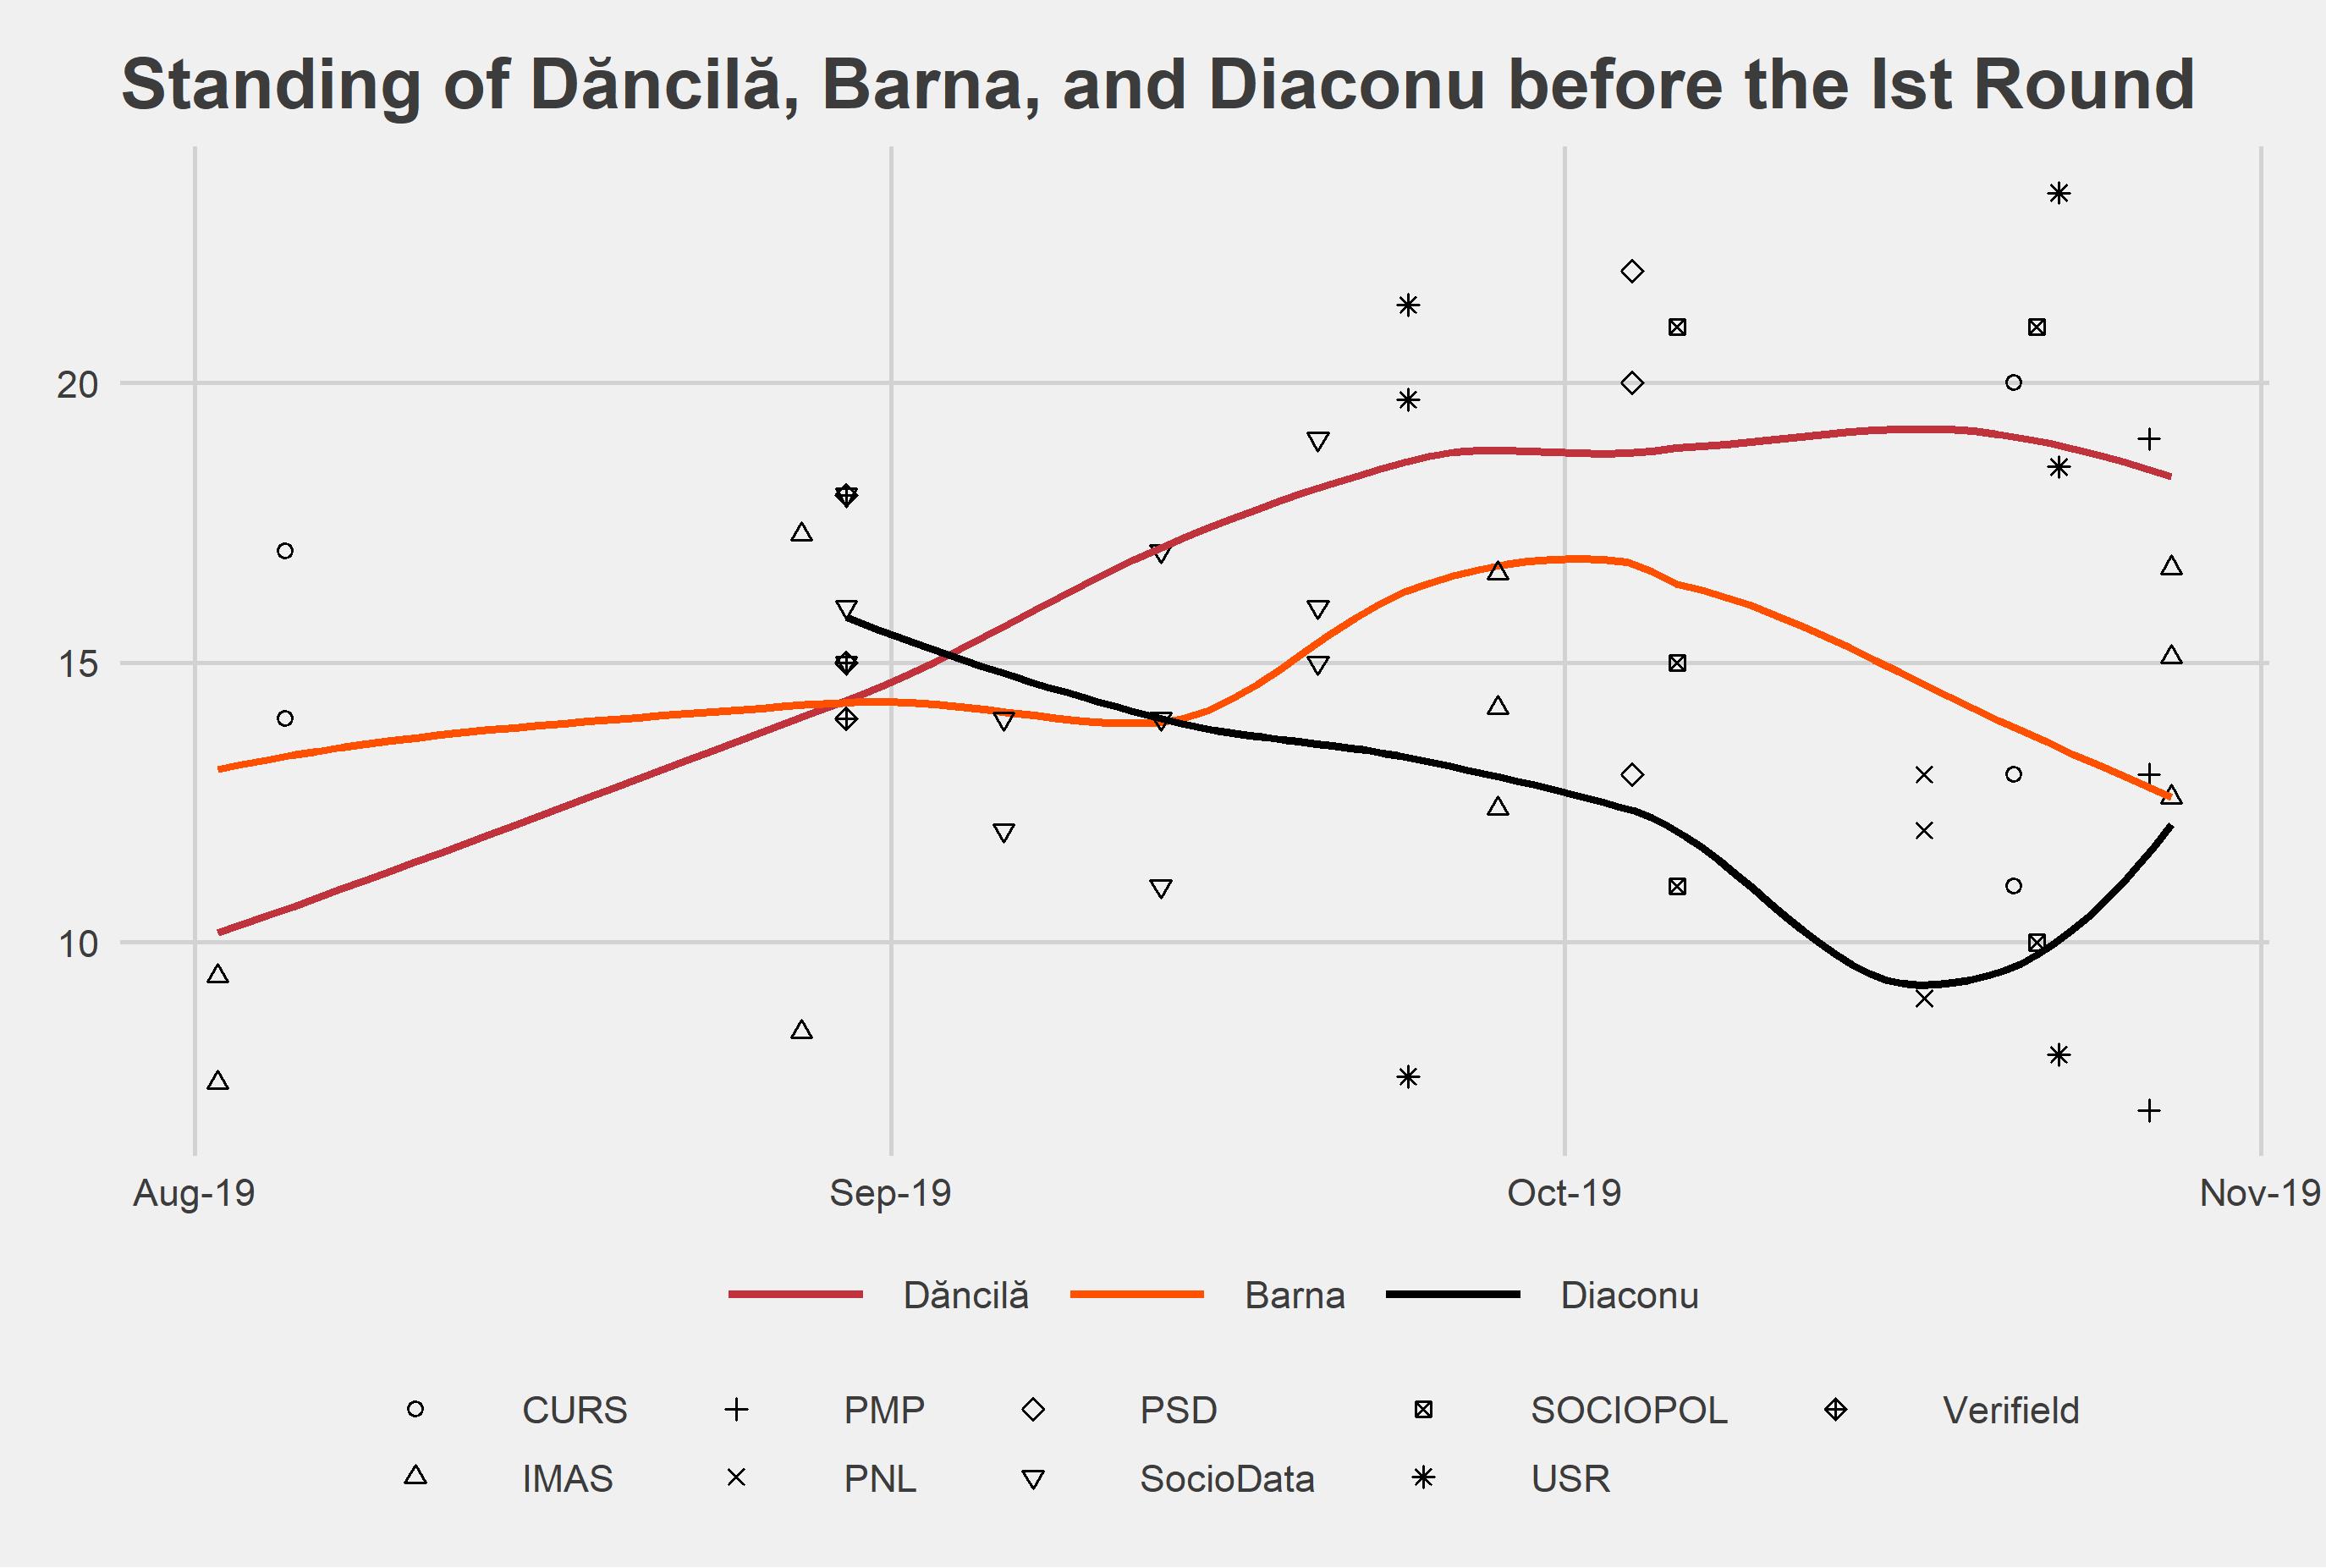 Standing of Dăncilă, Barna, and Diaconu before the Ist Round
20
15
10
Aug-19 Sep-19 Oct-19 Nov-19
Dăncilă Barna Diaconu
CURS PMP PSD SOCIOPOL Verifield
IMAS PNL SocioData USR